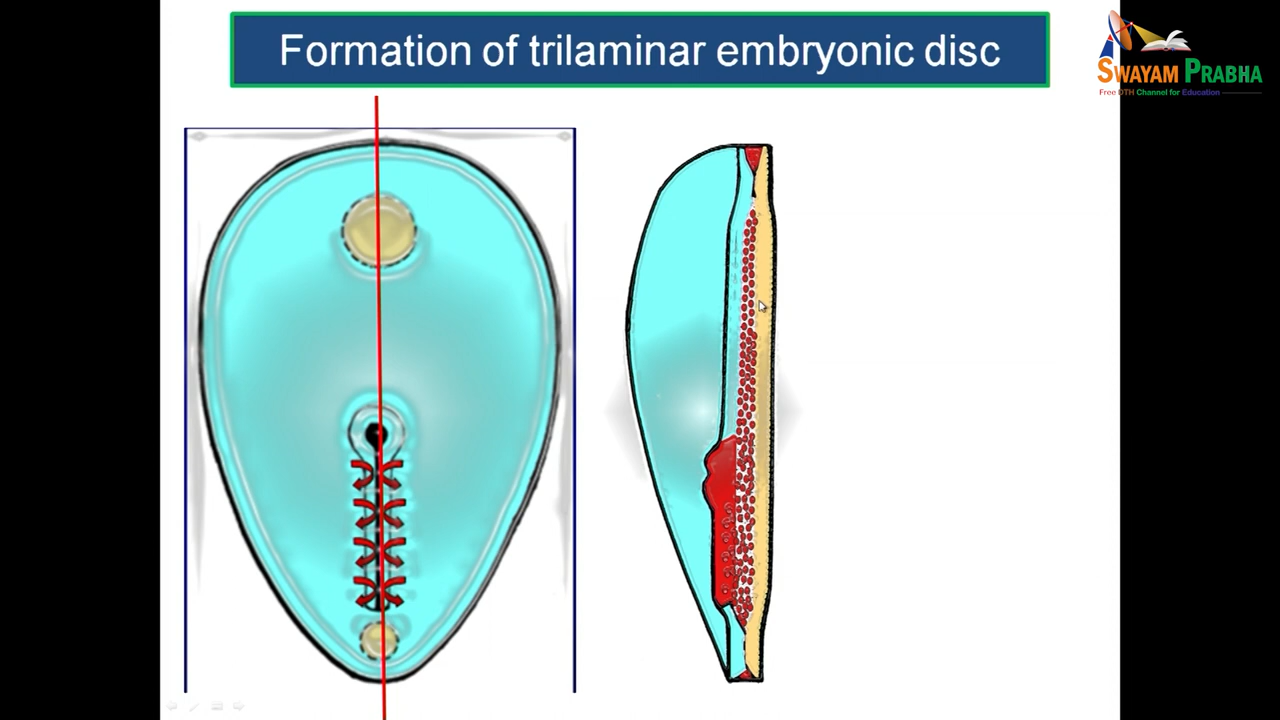 Formation of trilaminar embryonic disc
SWAYAM PRABHA
Free DTH Channel for Education